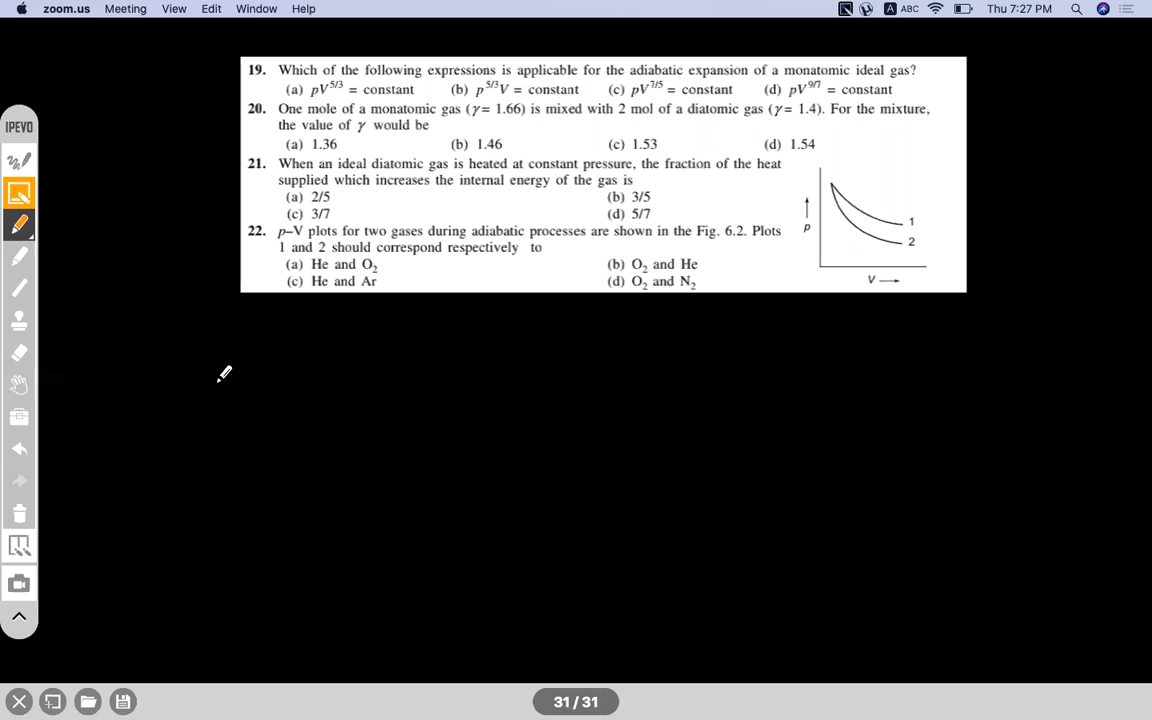 zoom.us Meeting View Edit Window Help A ABC Thu 7:27 PM
19. Which of the following expressions is applicable for the adiabatic expansion of a monatomic ideal gas?
(a) pV^5/3 = constant (b) p^5/3V = constant (c) pV^7/5 = constant (d) pV^9/7 = constant
20. One mole of a monatomic gas (γ = 1.66) is mixed with 2 mol of a diatomic gas (γ = 1.4). For the mixture,
the value of γ would be
(a) 1.36 (b) 1.46 (c) 1.53 (d) 1.54
21. When an ideal diatomic gas is heated at constant pressure, the fraction of the heat
supplied which increases the internal energy of the gas is
(a) 2/5 (b) 3/5
(c) 3/7 (d) 5/7
22. p–V plots for two gases during adiabatic processes are shown in the Fig. 6.2. Plots
1 and 2 should correspond respectively to
(a) He and O₂ (b) O₂ and He
(c) He and Ar (d) O₂ and N₂
p
1
2
V
IPEVO
31 / 31